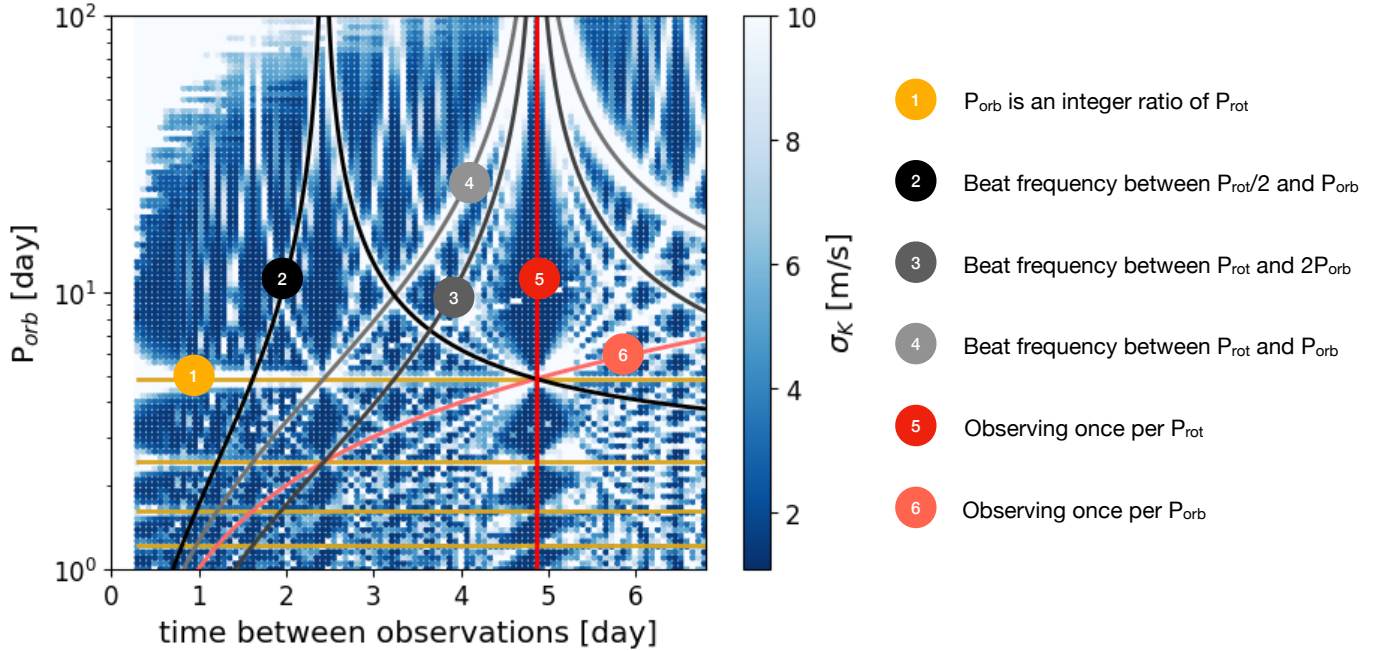 10²
10¹
10⁰
P_orb [day]
0 1 2 3 4 5 6
time between observations [day]
1
2
3
4
5
6
10
8
6
4
2
σ_K [m/s]
1 P_orb is an integer ratio of P_rot
2 Beat frequency between P_rot/2 and P_orb
3 Beat frequency between P_rot and 2P_orb
4 Beat frequency between P_rot and P_orb
5 Observing once per P_rot
6 Observing once per P_orb